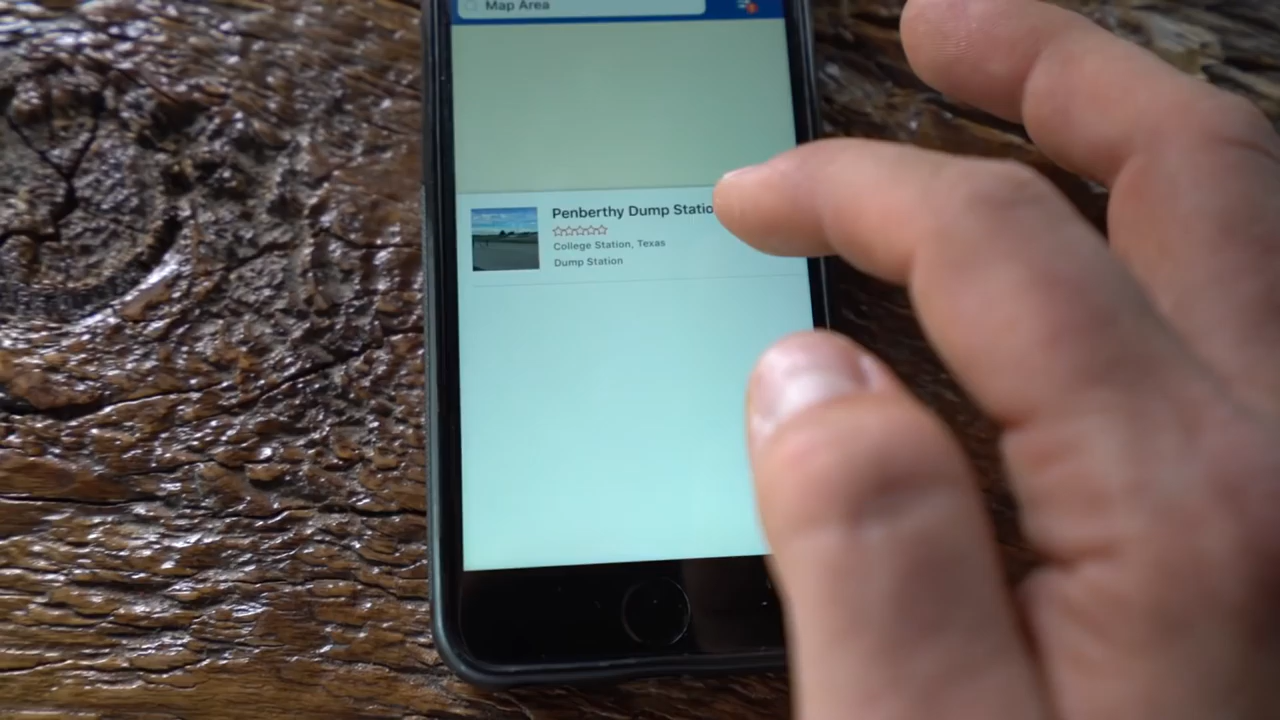 Map Area
Penberthy Dump Statio
College Station, Texas
Dump Station